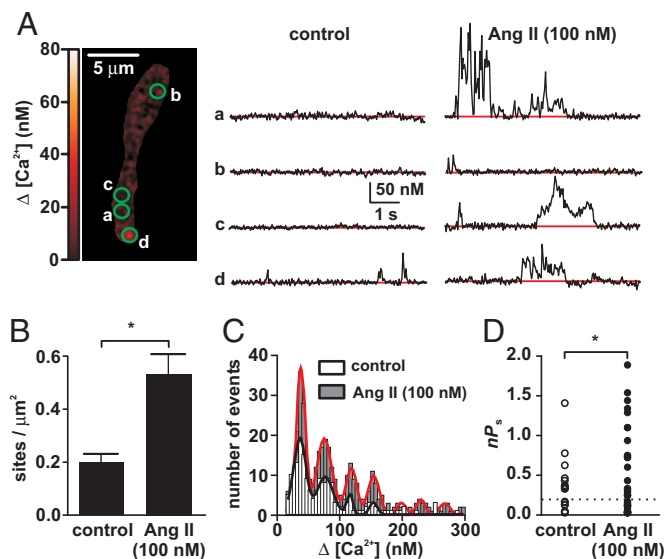 A
control
Ang II (100 nM)
5 μm
Δ [Ca²⁺] (nM)
80
60
40
20
0
b
c
a
d
a
b
c
d
50 nM
1 s
B
*
sites / μm²
0.6
0.4
0.2
0.0
control
Ang II
(100 nM)
C
control
Ang II (100 nM)
number of events
40
30
20
10
0
0
100
200
300
Δ [Ca²⁺] (nM)
D
*
nPs
2.0
1.5
1.0
0.5
0.0
control
Ang II
(100 nM)